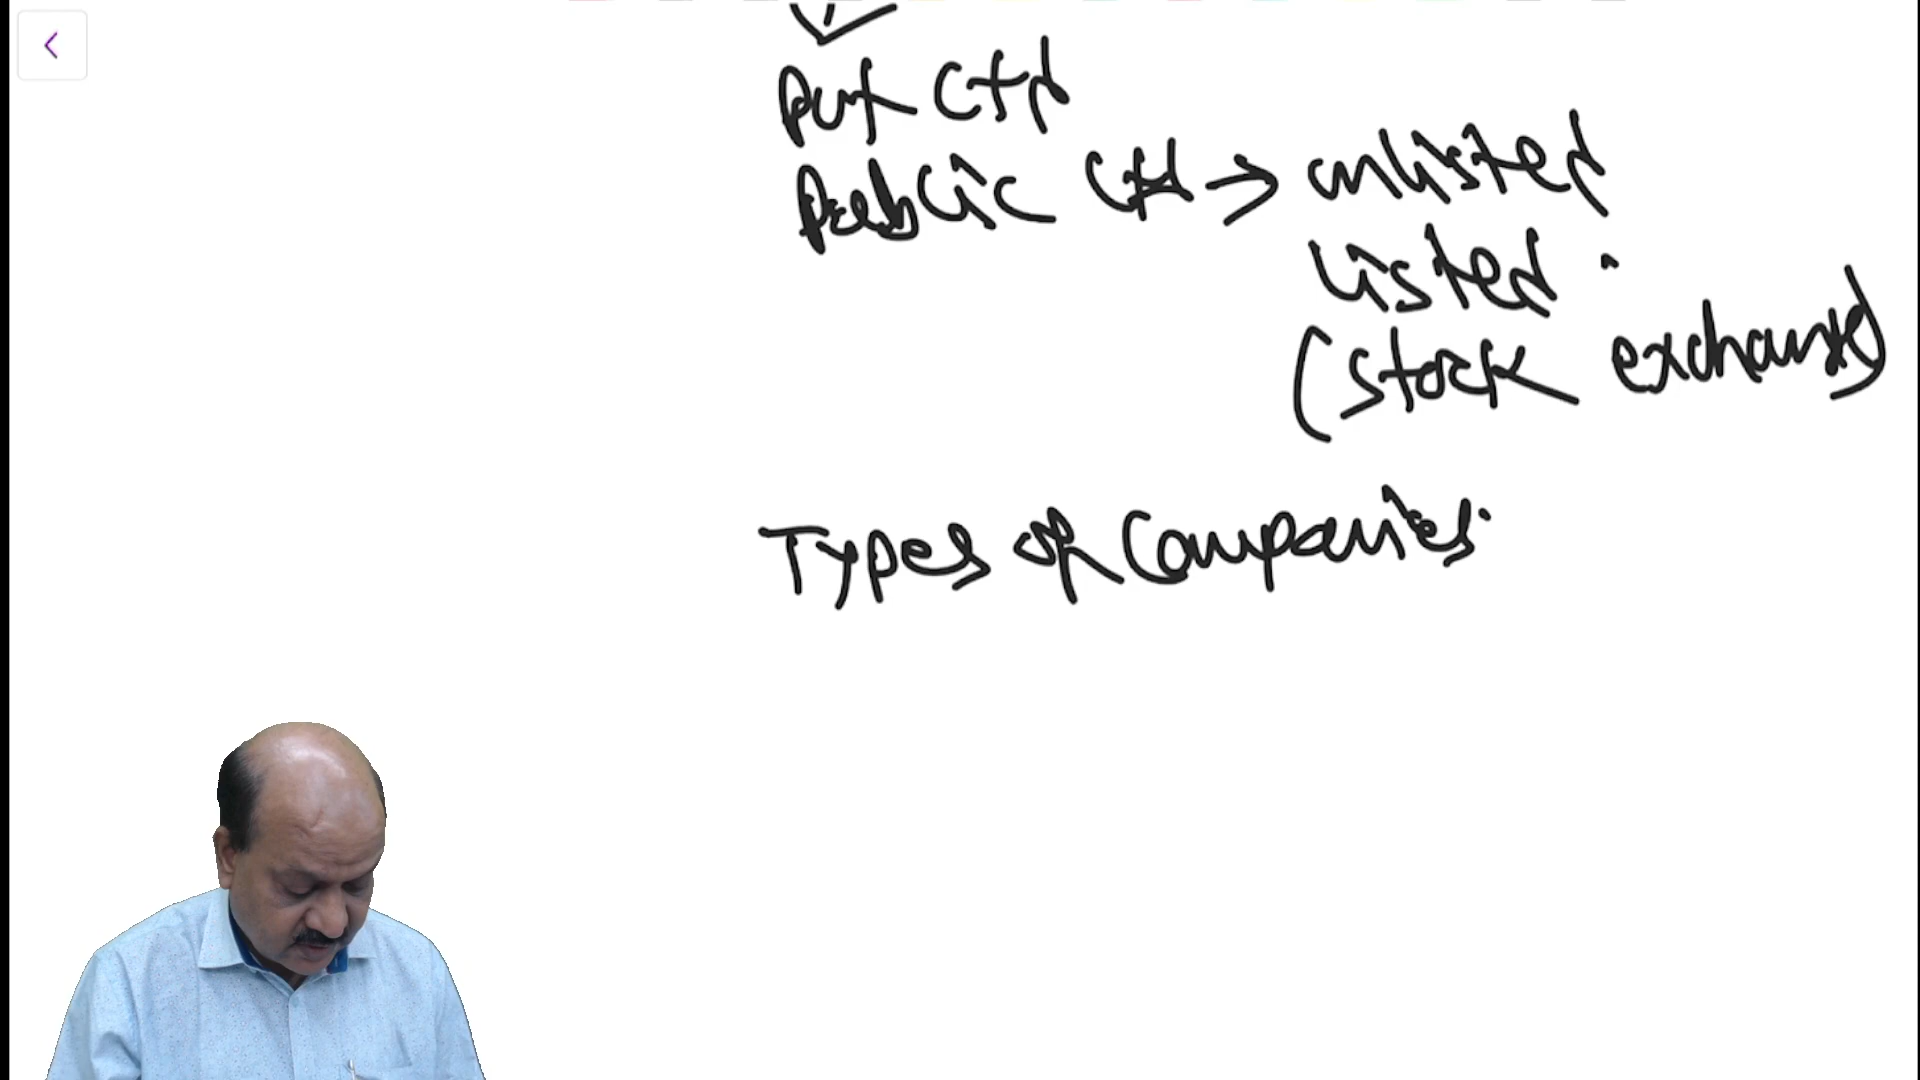 Pvt Ltd
Public Ltd → unlisted
listed
(stock exchange)
Types of Companies.